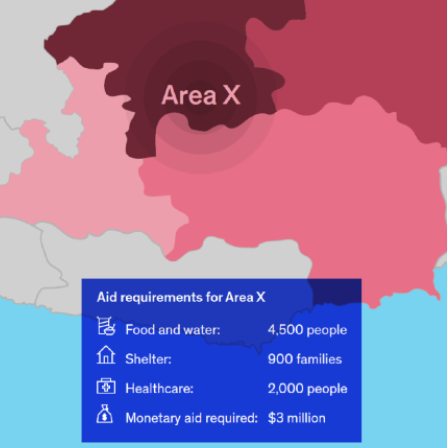 Area X
Aid requirements for Area X
Food and water: 4,500 people
Shelter: 900 families
Healthcare: 2,000 people
Monetary aid required: $3 million